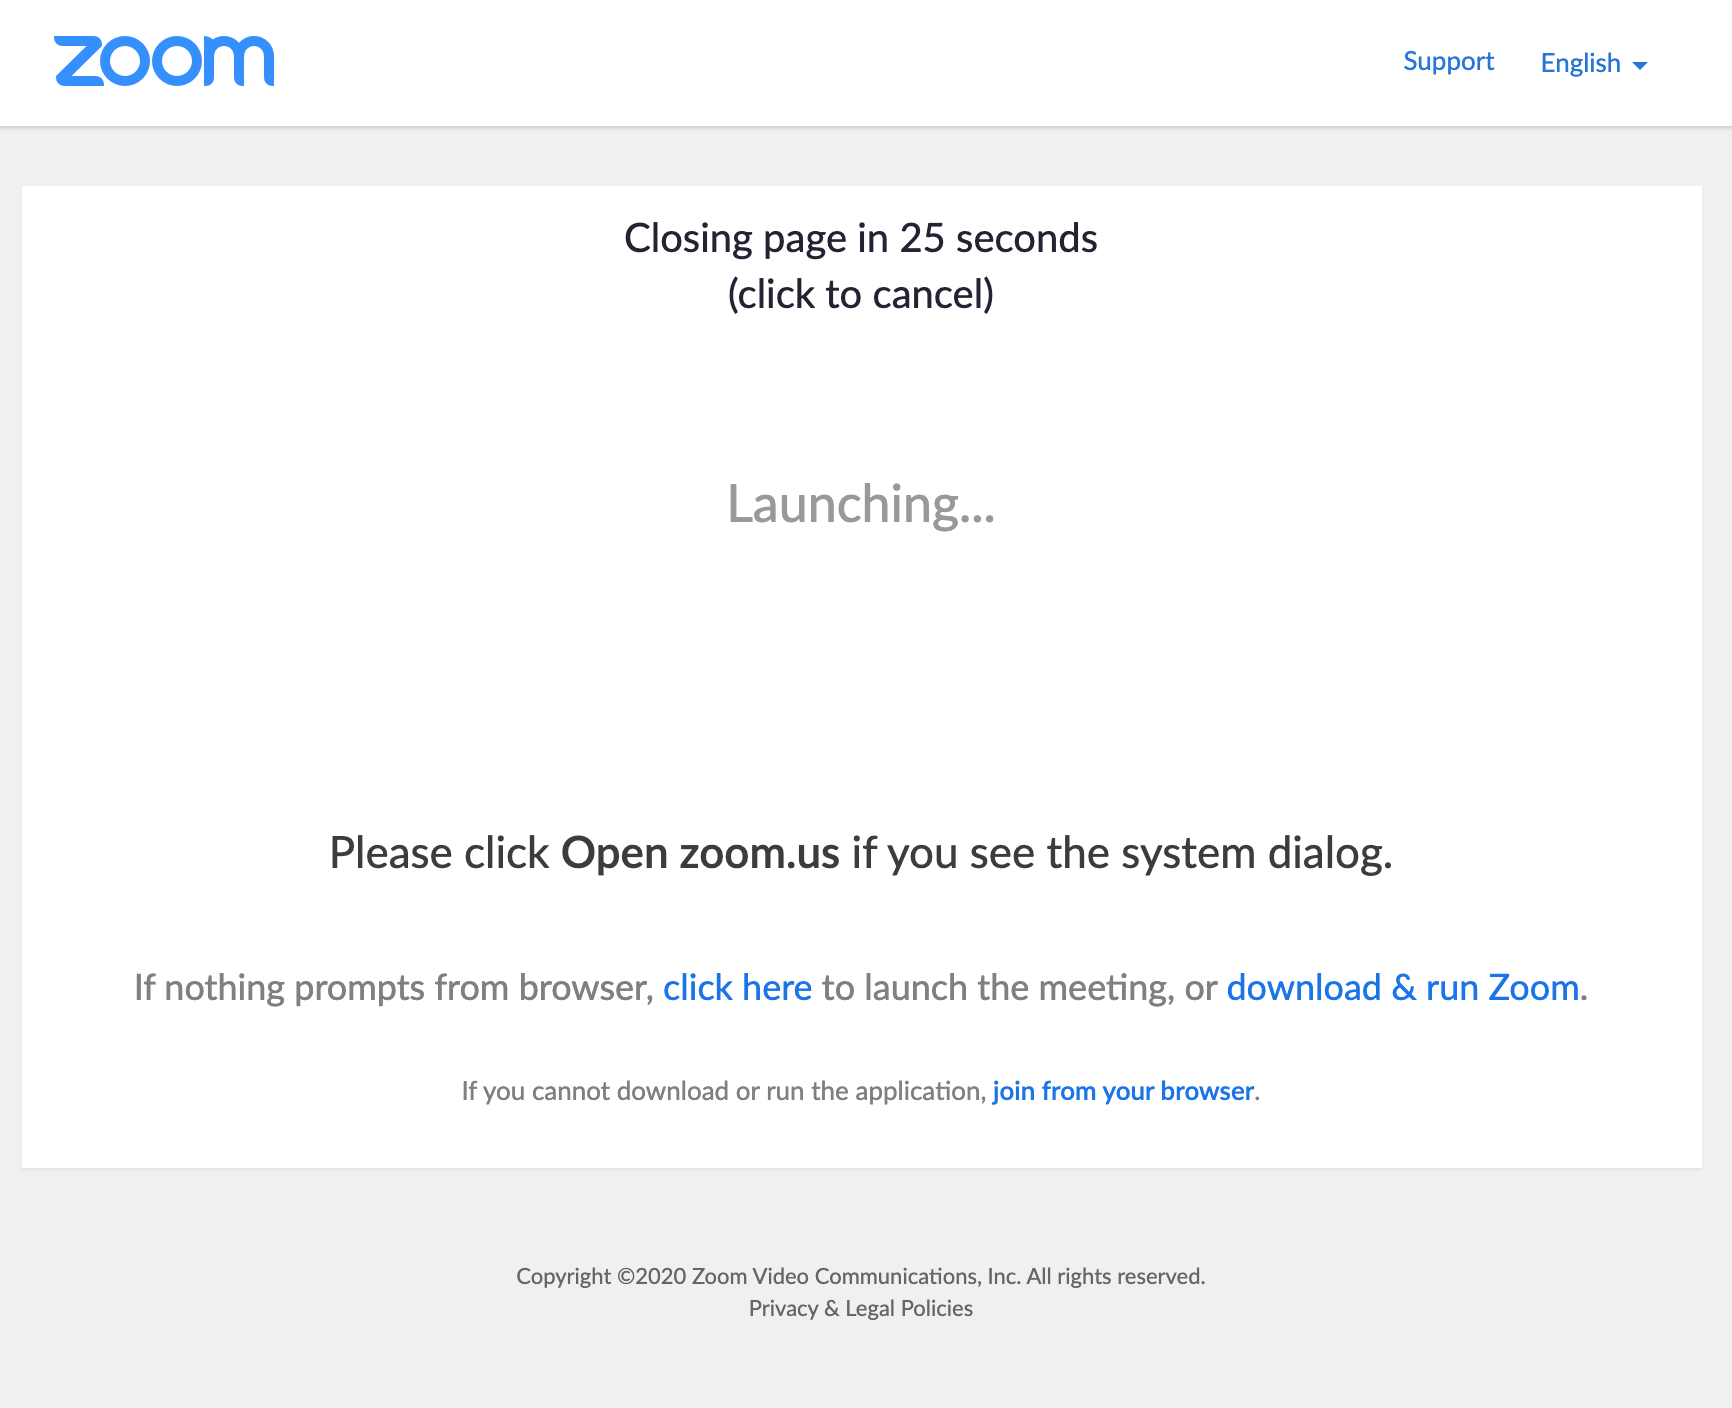 zoom
Support
English
Closing page in 25 seconds
(click to cancel)
Launching...
Please click Open zoom.us if you see the system dialog.
If nothing prompts from browser, click here to launch the meeting, or download & run Zoom.
If you cannot download or run the application, join from your browser.
Copyright ©2020 Zoom Video Communications, Inc. All rights reserved.
Privacy & Legal Policies